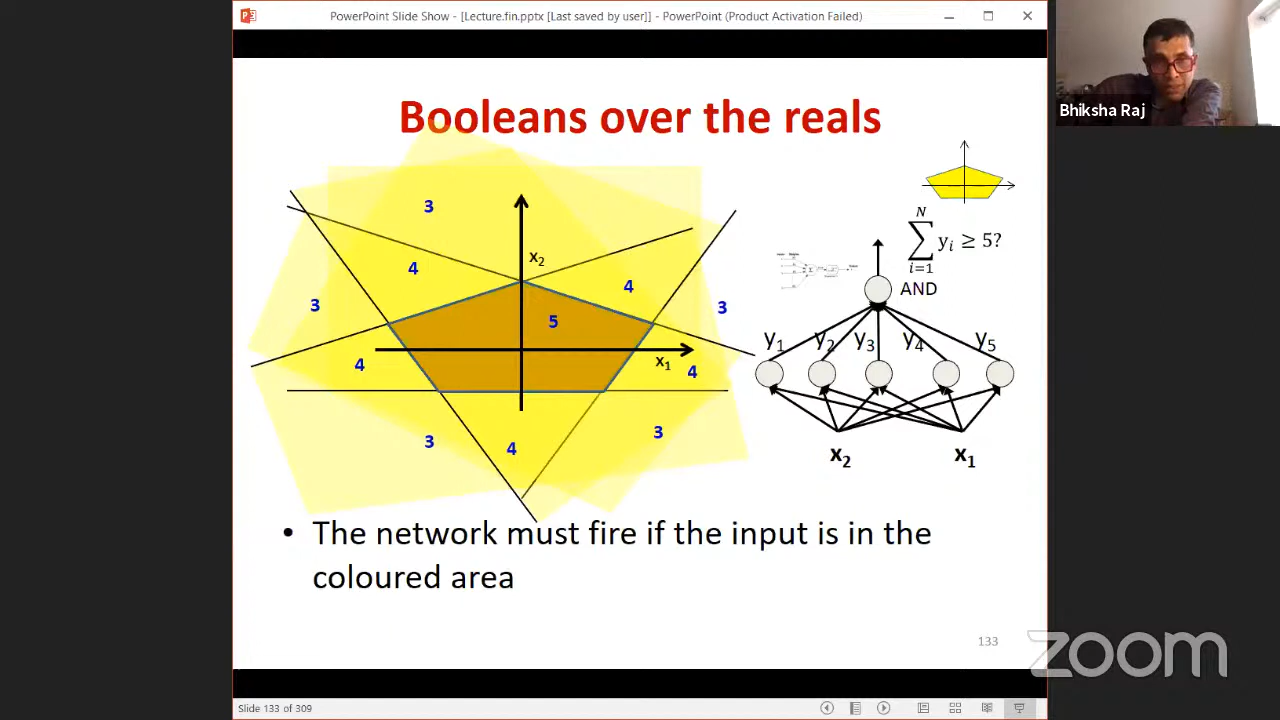 PowerPoint Slide Show - [Lecture.fin.pptx [Last saved by user]] - PowerPoint (Product Activation Failed)
Bhiksha Raj
Booleans over the reals
3
4
3
4
x₂
5
4
3
x₁
4
4
3
3
4
N
∑ yᵢ ≥ 5?
i=1
AND
y₁ y₂ y₃ y₄ y₅
x₂ x₁
• The network must fire if the input is in the
coloured area
133
zoom
Slide 133 of 309